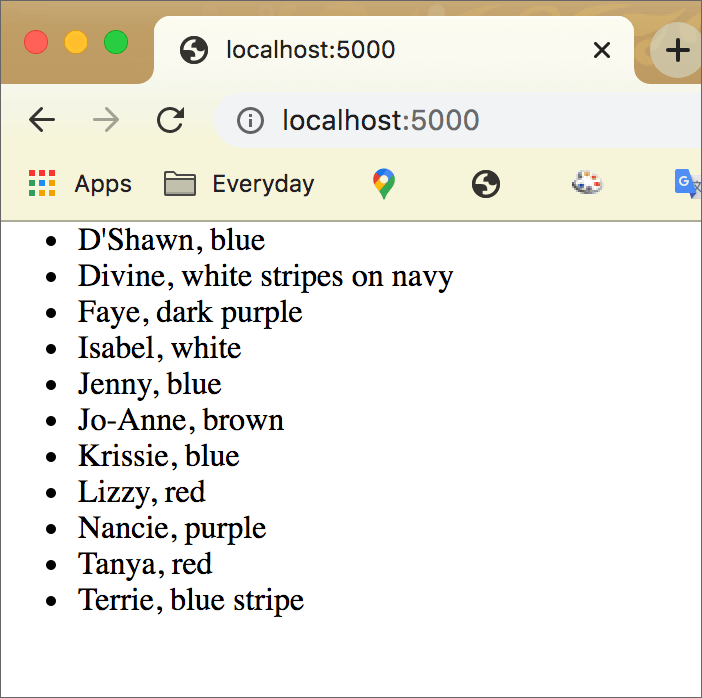 localhost:5000
localhost:5000
Apps Everyday
D'Shawn, blue
Divine, white stripes on navy
Faye, dark purple
Isabel, white
Jenny, blue
Jo-Anne, brown
Krissie, blue
Lizzy, red
Nancie, purple
Tanya, red
Terrie, blue stripe